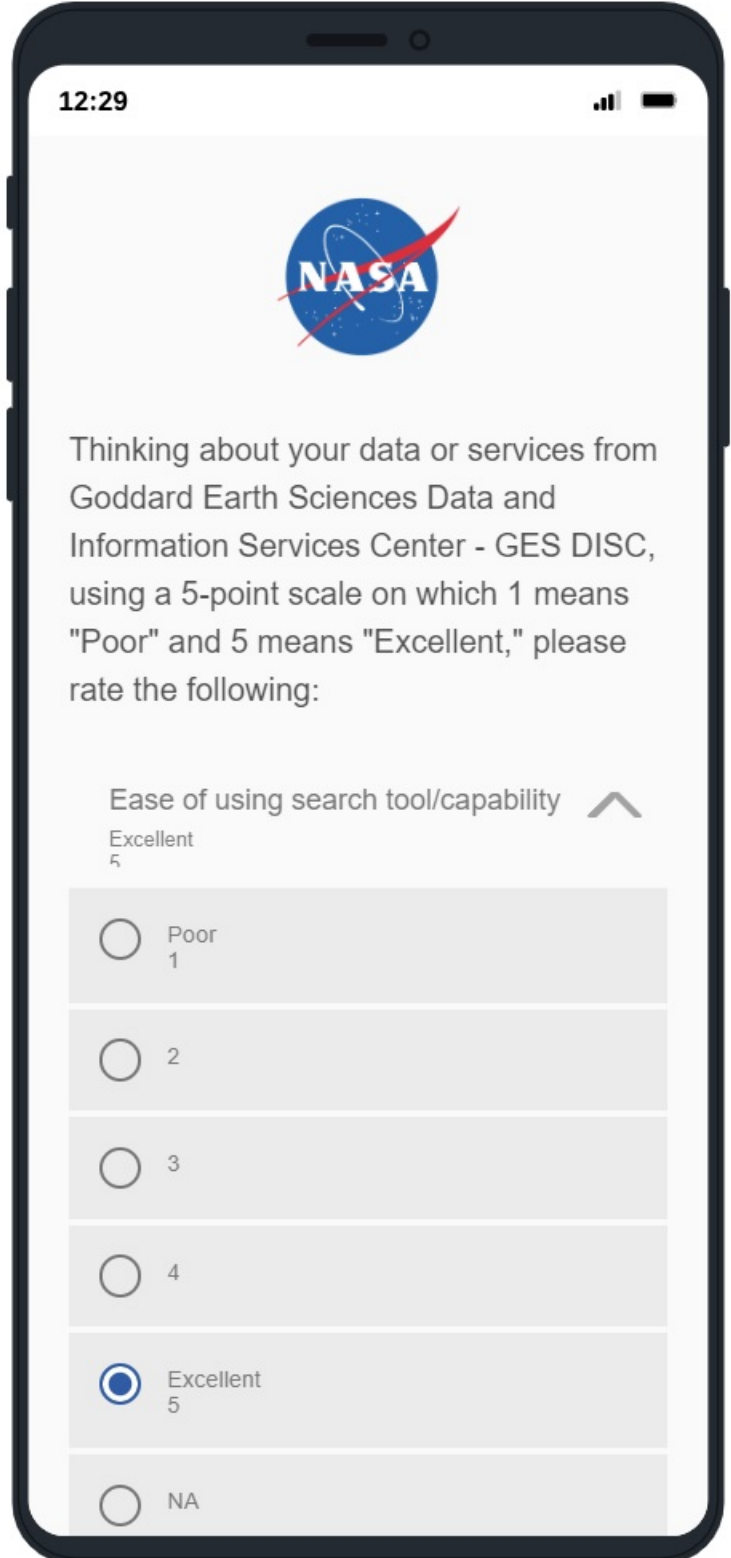 12:29
NASA
Thinking about your data or services from
Goddard Earth Sciences Data and
Information Services Center - GES DISC,
using a 5-point scale on which 1 means
"Poor" and 5 means "Excellent," please
rate the following:
Ease of using search tool/capability
Excellent
5
Poor
1
2
3
4
Excellent
5
NA